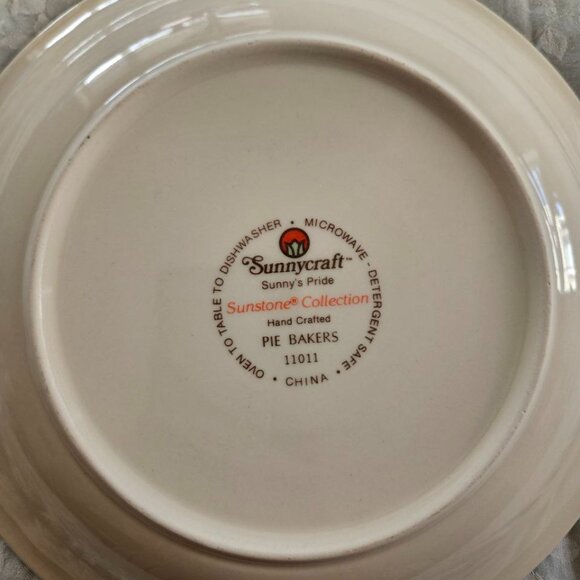 Sunnycraft™
Sunny's Pride
Sunstone® Collection
Hand Crafted
PIE BAKERS
11011
OVEN TO TABLE TO DISHWASHER • MICROWAVE - DETERGENT SAFE • CHINA •